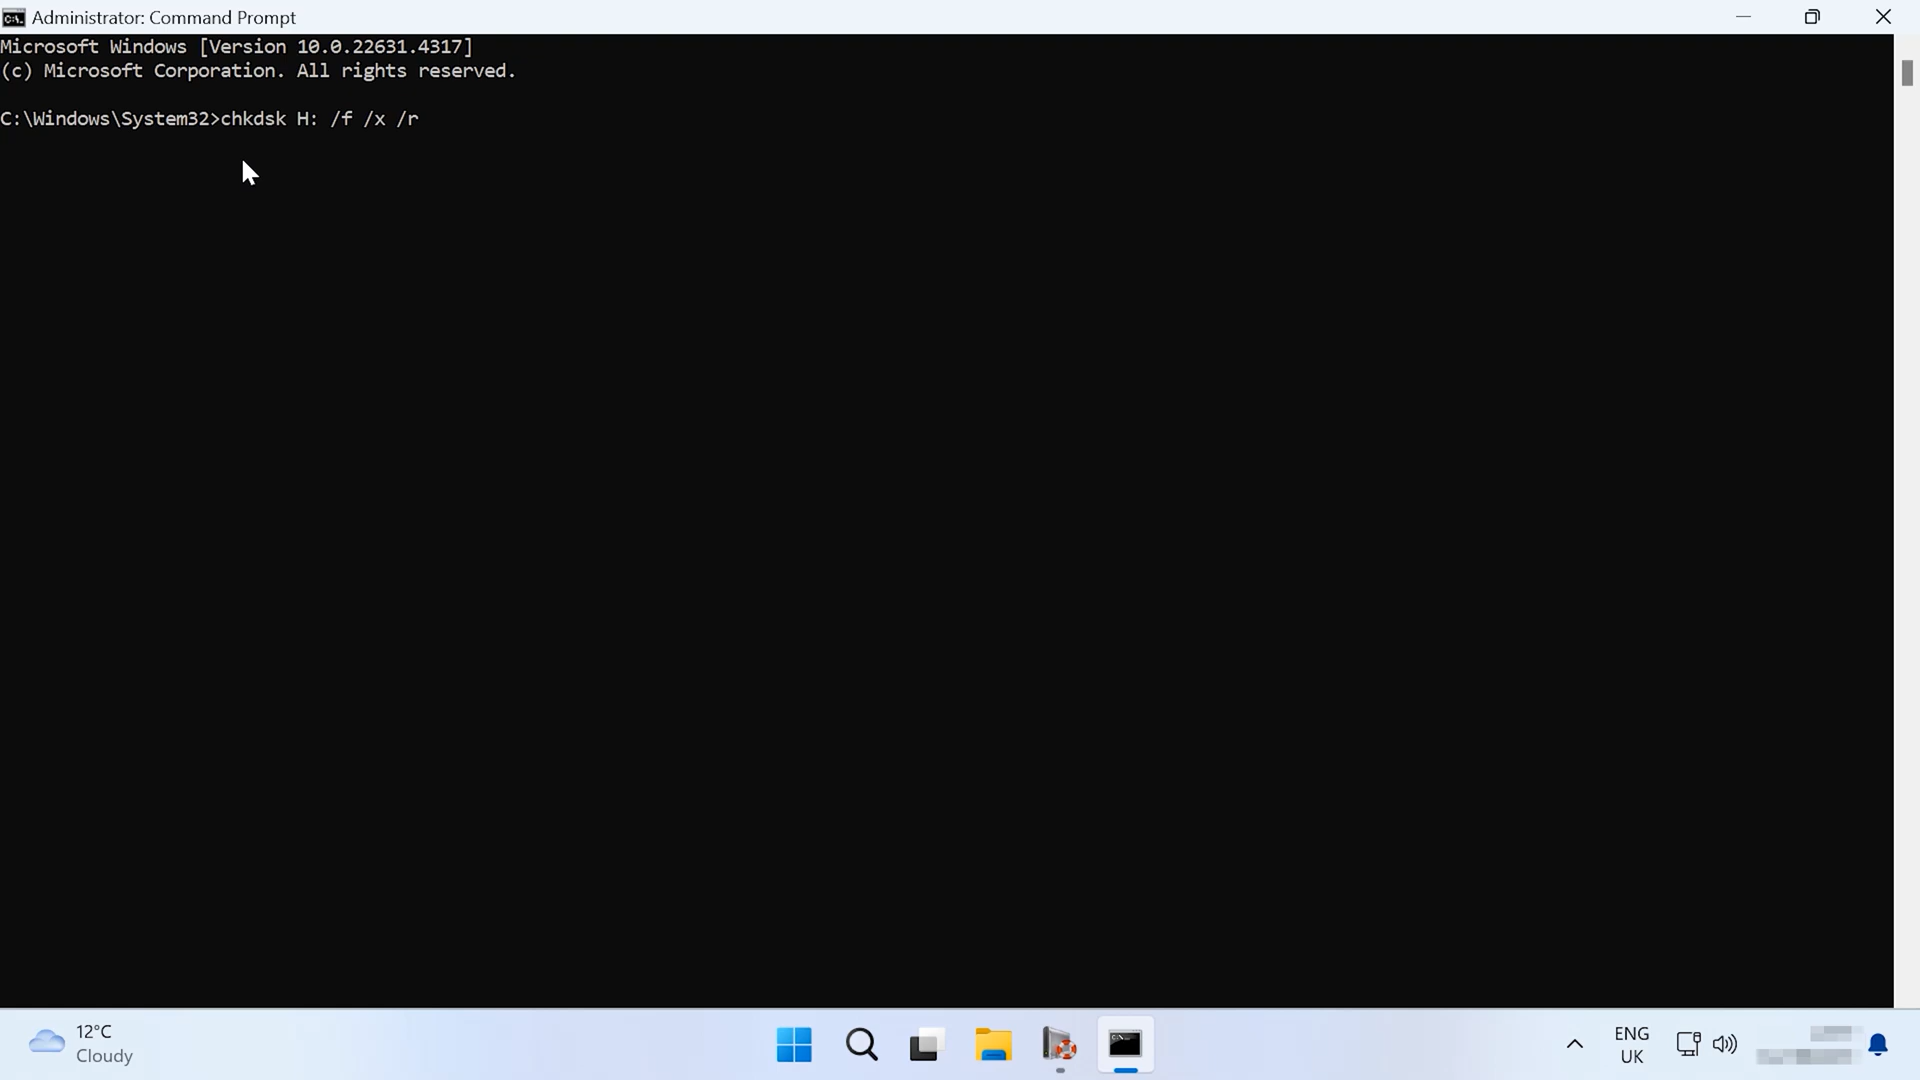 Administrator: Command Prompt
Microsoft Windows [Version 10.0.22631.4317]
(c) Microsoft Corporation. All rights reserved.
C:\Windows\System32>chkdsk H: /f /x /r
12°C
Cloudy
ENG
UK